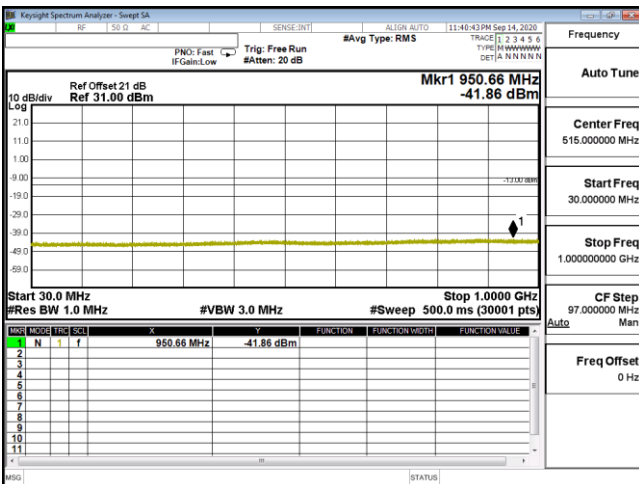 Keysight Spectrum Analyzer - Swept SA
RF 50 Ω AC SENSE:INT ALIGN AUTO 11:40:43 PM Sep 14, 2020
#Avg Type: RMS TRACE 1 2 3 4 5 6
PNO: Fast Trig: Free Run TYPE M WWWWW
IFGain:Low #Atten: 20 dB DET A N N N N N
Ref Offset 21 dB Mkr1 950.66 MHz
10 dB/div Ref 31.00 dBm -41.86 dBm
Log
21.0
11.0
1.00
-9.00
-13.00 dBm
-19.0
-29.0
1
-39.0
-49.0
-59.0
Start 30.0 MHz Stop 1.0000 GHz
#Res BW 1.0 MHz #VBW 3.0 MHz #Sweep 500.0 ms (30001 pts)
MKR MODE TRC SCL X Y FUNCTION FUNCTION WIDTH FUNCTION VALUE
1 N 1 f 950.66 MHz -41.86 dBm
2
3
4
5
6
7
8
9
10
11
MSG STATUS
Frequency
Auto Tune
Center Freq
515.000000 MHz
Start Freq
30.000000 MHz
Stop Freq
1.000000000 GHz
CF Step
97.000000 MHz
Auto Man
Freq Offset
0 Hz